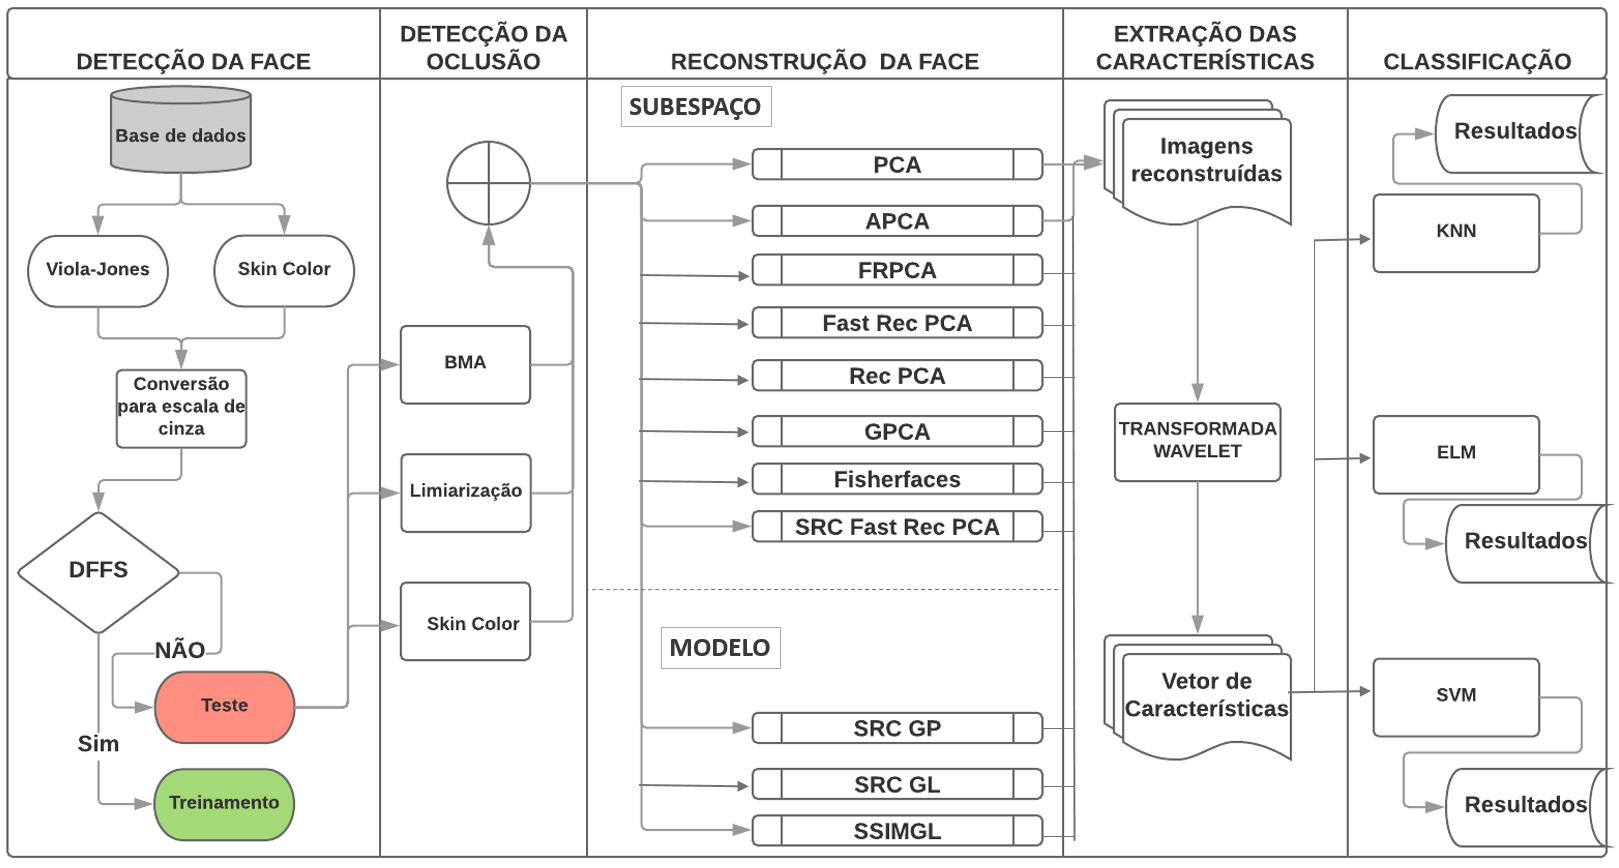 DETECÇÃO DA FACE
DETECÇÃO DA
OCLUSÃO
RECONSTRUÇÃO DA FACE
EXTRAÇÃO DAS
CARACTERÍSTICAS
CLASSIFICAÇÃO
Base de dados
Viola-Jones
Skin Color
Conversão
para escala de
cinza
DFFS
NÃO
Teste
Sim
Treinamento
BMA
Limiarização
Skin Color
SUBESPAÇO
PCA
APCA
FRPCA
Fast Rec PCA
Rec PCA
GPCA
Fisherfaces
SRC Fast Rec PCA
MODELO
SRC GP
SRC GL
SSIMGL
Imagens
reconstruídas
TRANSFORMADA
WAVELET
Vetor de
Características
Resultados
KNN
ELM
Resultados
SVM
Resultados